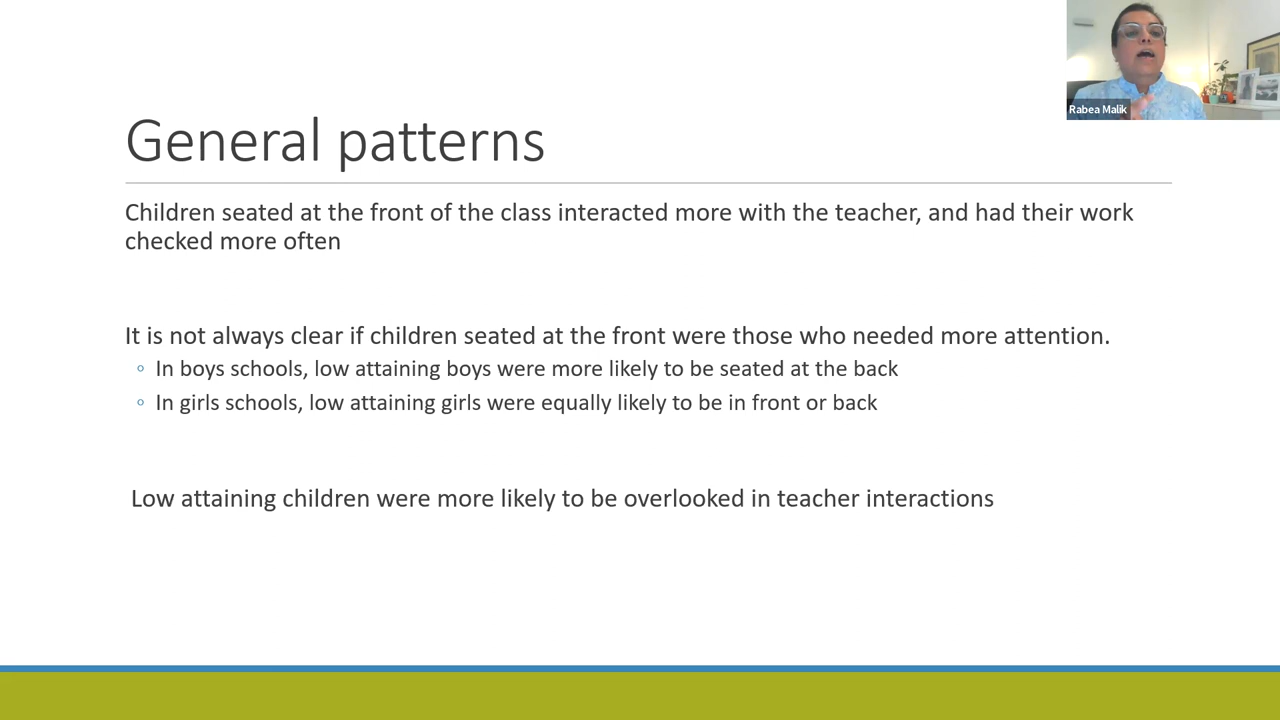 Rabea Malik
General patterns
Children seated at the front of the class interacted more with the teacher, and had their work
checked more often
It is not always clear if children seated at the front were those who needed more attention.
◦ In boys schools, low attaining boys were more likely to be seated at the back
◦ In girls schools, low attaining girls were equally likely to be in front or back
Low attaining children were more likely to be overlooked in teacher interactions